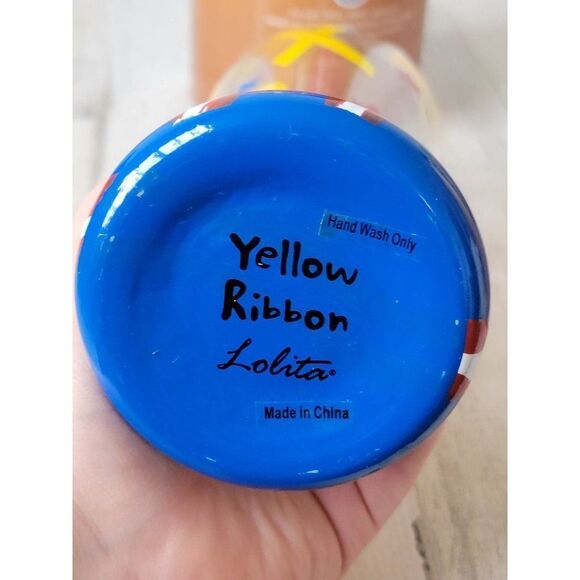 Hand Wash Only
Yellow
Ribbon
Lolita®
Made in China